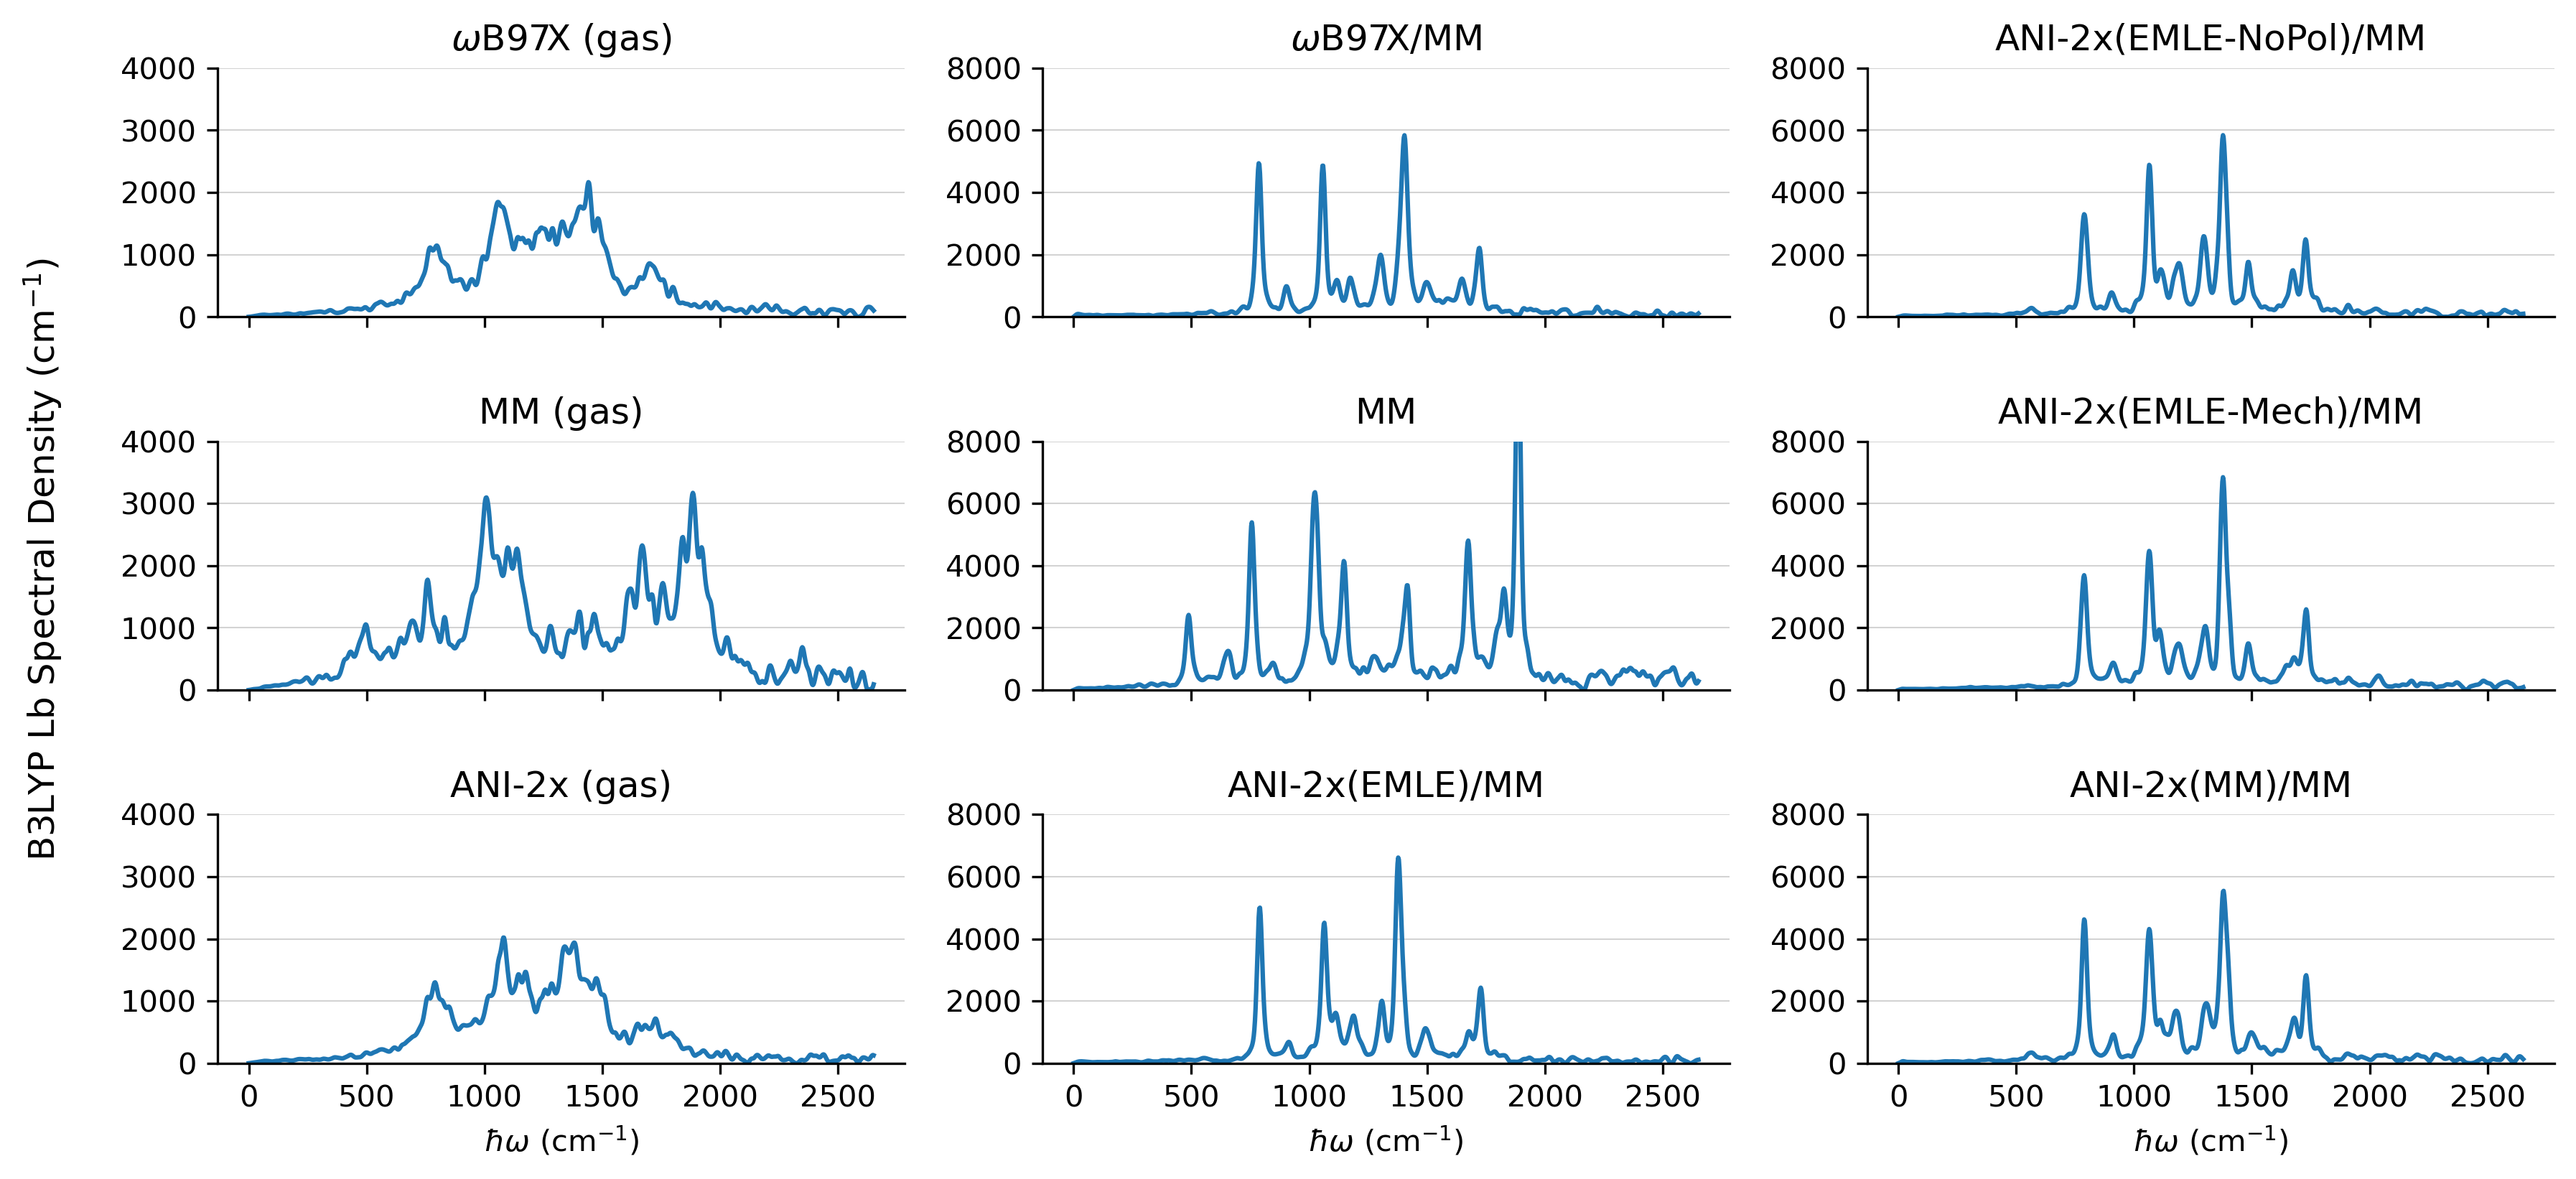 B3LYP Lb Spectral Density (cm⁻¹)
ωB97X (gas)
4000
3000
2000
1000
0
ωB97X/MM
8000
6000
4000
2000
0
ANI-2x(EMLE-NoPol)/MM
8000
6000
4000
2000
0
MM (gas)
4000
3000
2000
1000
0
MM
8000
6000
4000
2000
0
ANI-2x(EMLE-Mech)/MM
8000
6000
4000
2000
0
ANI-2x (gas)
4000
3000
2000
1000
0
0 500 1000 1500 2000 2500
ħω (cm⁻¹)
ANI-2x(EMLE)/MM
8000
6000
4000
2000
0
0 500 1000 1500 2000 2500
ħω (cm⁻¹)
ANI-2x(MM)/MM
8000
6000
4000
2000
0
0 500 1000 1500 2000 2500
ħω (cm⁻¹)